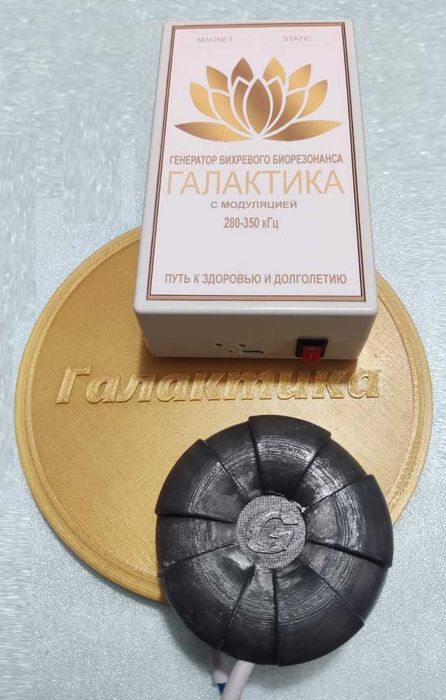 MAGNET STATIC
ГЕНЕРАТОР ВИХРЕВОГО БИОРЕЗОНАНСА
ГАЛАКТИКА
С МОДУЛЯЦИЕЙ
280-350 кГц
ПУТЬ К ЗДОРОВЬЮ И ДОЛГОЛЕТИЮ
Галактика
G